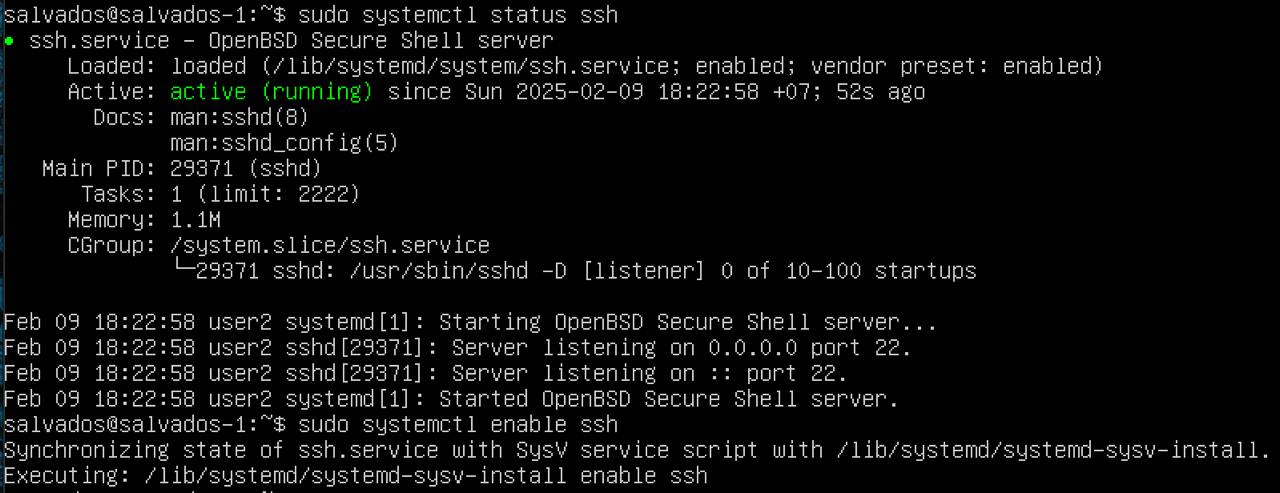 salvados@salvados-1:~$ sudo systemctl status ssh
● ssh.service - OpenBSD Secure Shell server
Loaded: loaded (/lib/systemd/system/ssh.service; enabled; vendor preset: enabled)
Active: active (running) since Sun 2025-02-09 18:22:58 +07; 52s ago
Docs: man:sshd(8)
man:sshd_config(5)
Main PID: 29371 (sshd)
Tasks: 1 (limit: 2222)
Memory: 1.1M
CGroup: /system.slice/ssh.service
└─29371 sshd: /usr/sbin/sshd -D [listener] 0 of 10-100 startups
Feb 09 18:22:58 user2 systemd[1]: Starting OpenBSD Secure Shell server...
Feb 09 18:22:58 user2 sshd[29371]: Server listening on 0.0.0.0 port 22.
Feb 09 18:22:58 user2 sshd[29371]: Server listening on :: port 22.
Feb 09 18:22:58 user2 systemd[1]: Started OpenBSD Secure Shell server.
salvados@salvados-1:~$ sudo systemctl enable ssh
Synchronizing state of ssh.service with SysV service script with /lib/systemd/systemd-sysv-install.
Executing: /lib/systemd/systemd-sysv-install enable ssh